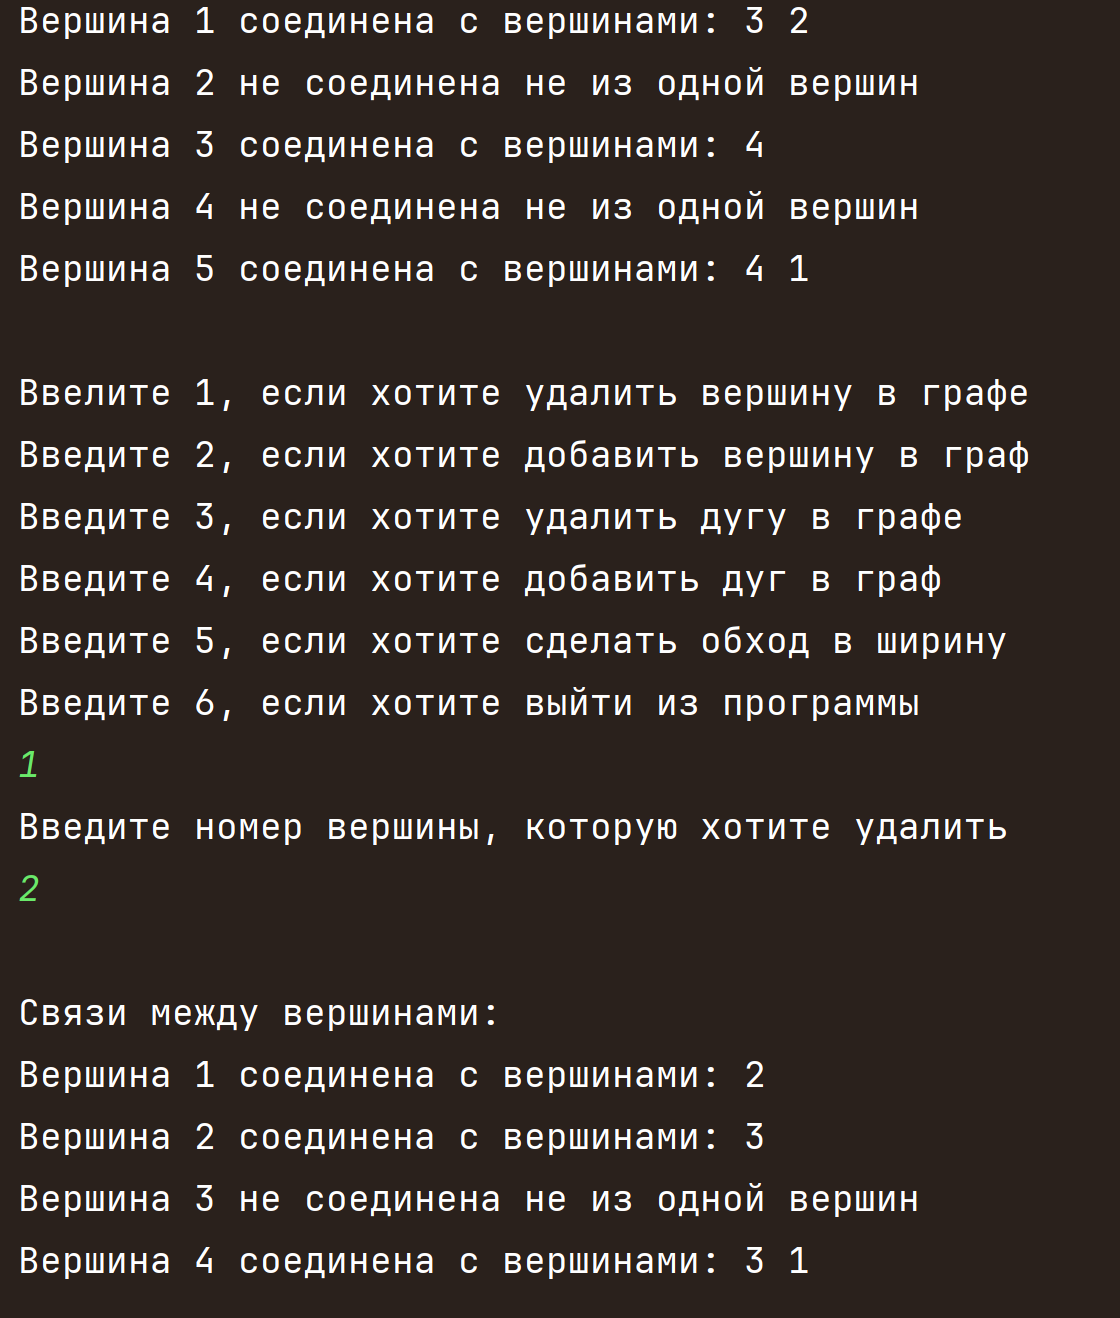 Вершина 1 соединена с вершинами: 3 2
Вершина 2 не соединена не из одной вершин
Вершина 3 соединена с вершинами: 4
Вершина 4 не соединена не из одной вершин
Вершина 5 соединена с вершинами: 4 1
Ввелите 1, если хотите удалить вершину в графе
Введите 2, если хотите добавить вершину в граф
Введите 3, если хотите удалить дугу в графе
Введите 4, если хотите добавить дуг в граф
Введите 5, если хотите сделать обход в ширину
Введите 6, если хотите выйти из программы
1
Введите номер вершины, которую хотите удалить
2
Связи между вершинами:
Вершина 1 соединена с вершинами: 2
Вершина 2 соединена с вершинами: 3
Вершина 3 не соединена не из одной вершин
Вершина 4 соединена с вершинами: 3 1